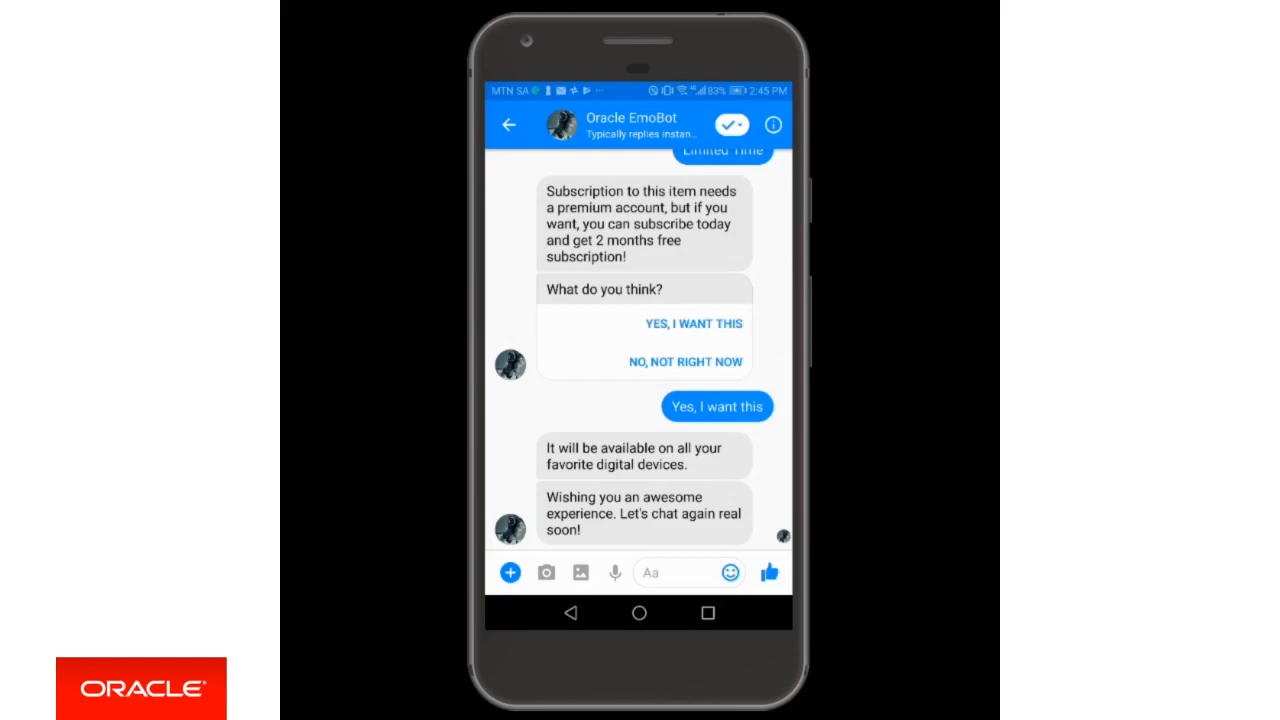 MTN SA 83% 2:45 PM
Oracle EmoBot
Typically replies instan...
Limited Time
Subscription to this item needs
a premium account, but if you
want, you can subscribe today
and get 2 months free
subscription!
What do you think?
YES, I WANT THIS
NO, NOT RIGHT NOW
Yes, I want this
It will be available on all your
favorite digital devices.
Wishing you an awesome
experience. Let's chat again real
soon!
Aa
ORACLE®